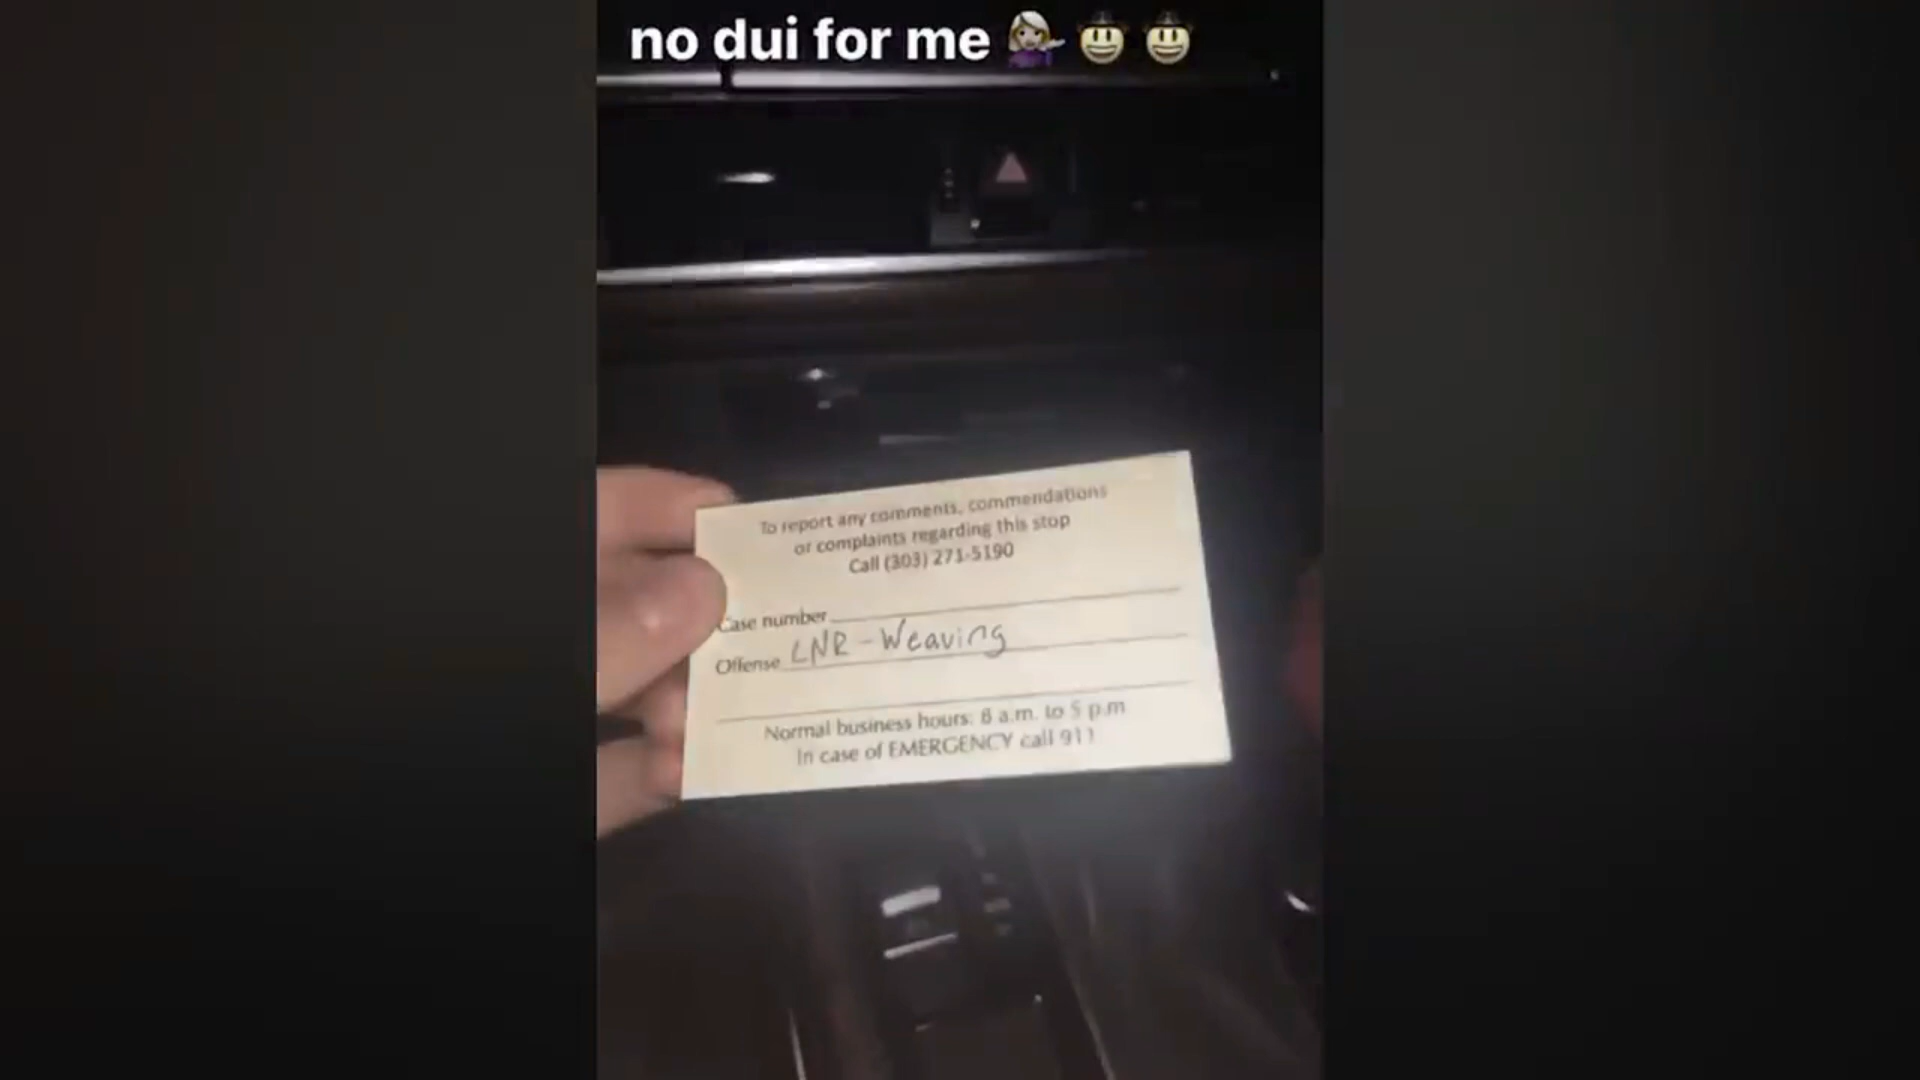 no dui for me 💁🏼‍♀️ 🤠 🤠
To report any comments, commendations
or complaints regarding this stop
Call (303) 271-5190
Case number
Offense LNR-Weaving
Normal business hours: 8 a.m. to 5 p.m
In case of EMERGENCY call 911